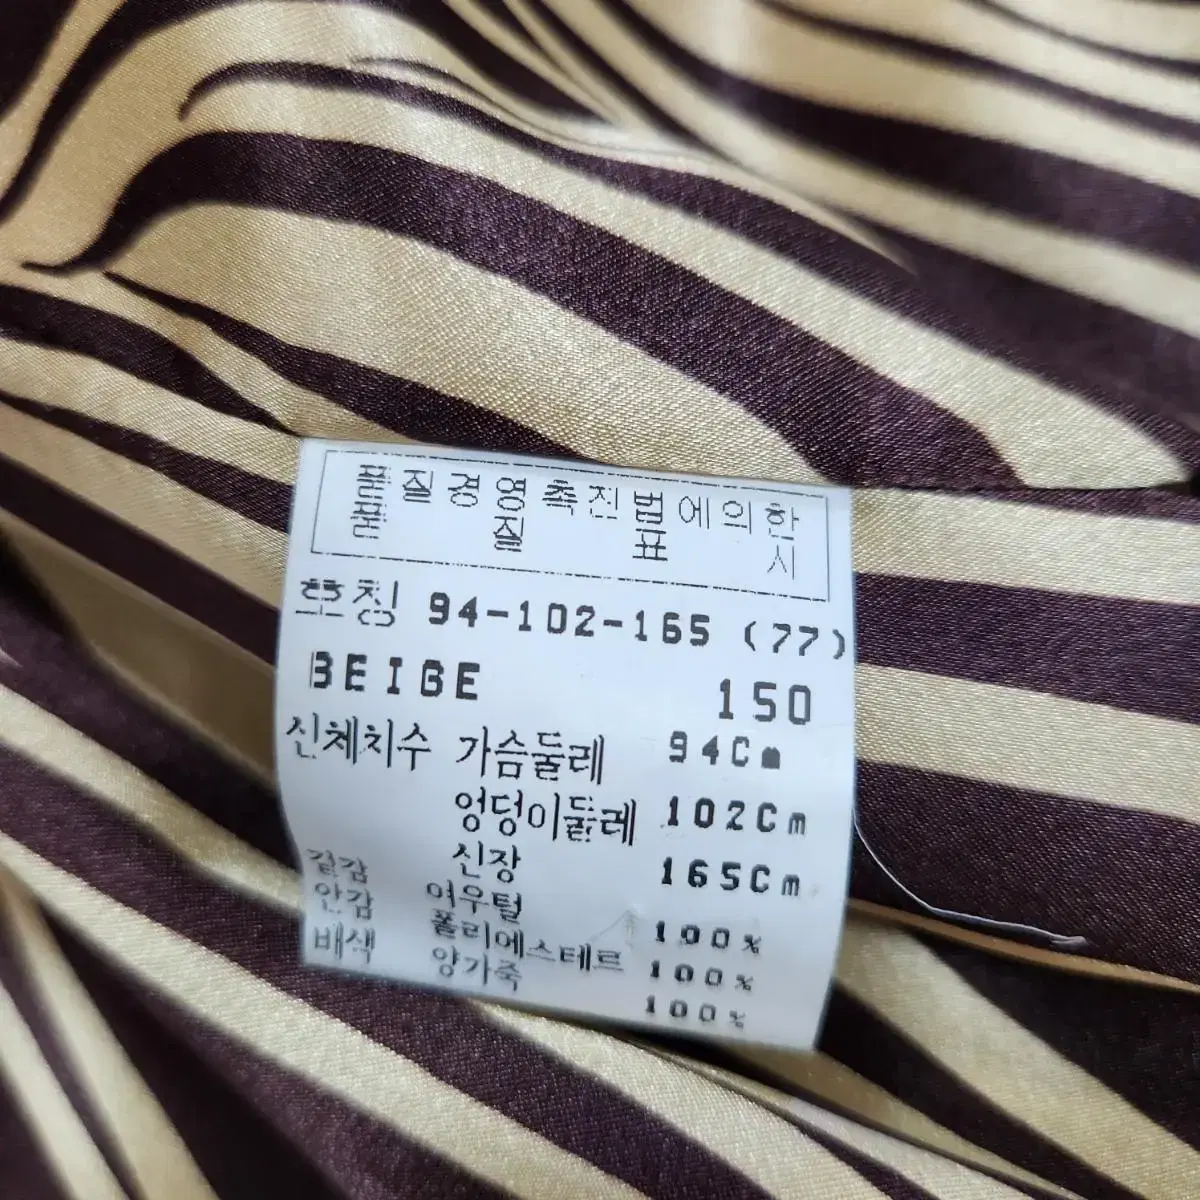 품질경영촉진법에의한
품질표시
호칭 94-102-165 (77)
BEIGE 150
신체치수 가슴둘레 94Cm
엉덩이둘레 102Cm
신장 165Cm
겉감 여우털 100%
안감 폴리에스테르 100%
배색 양가죽 100%